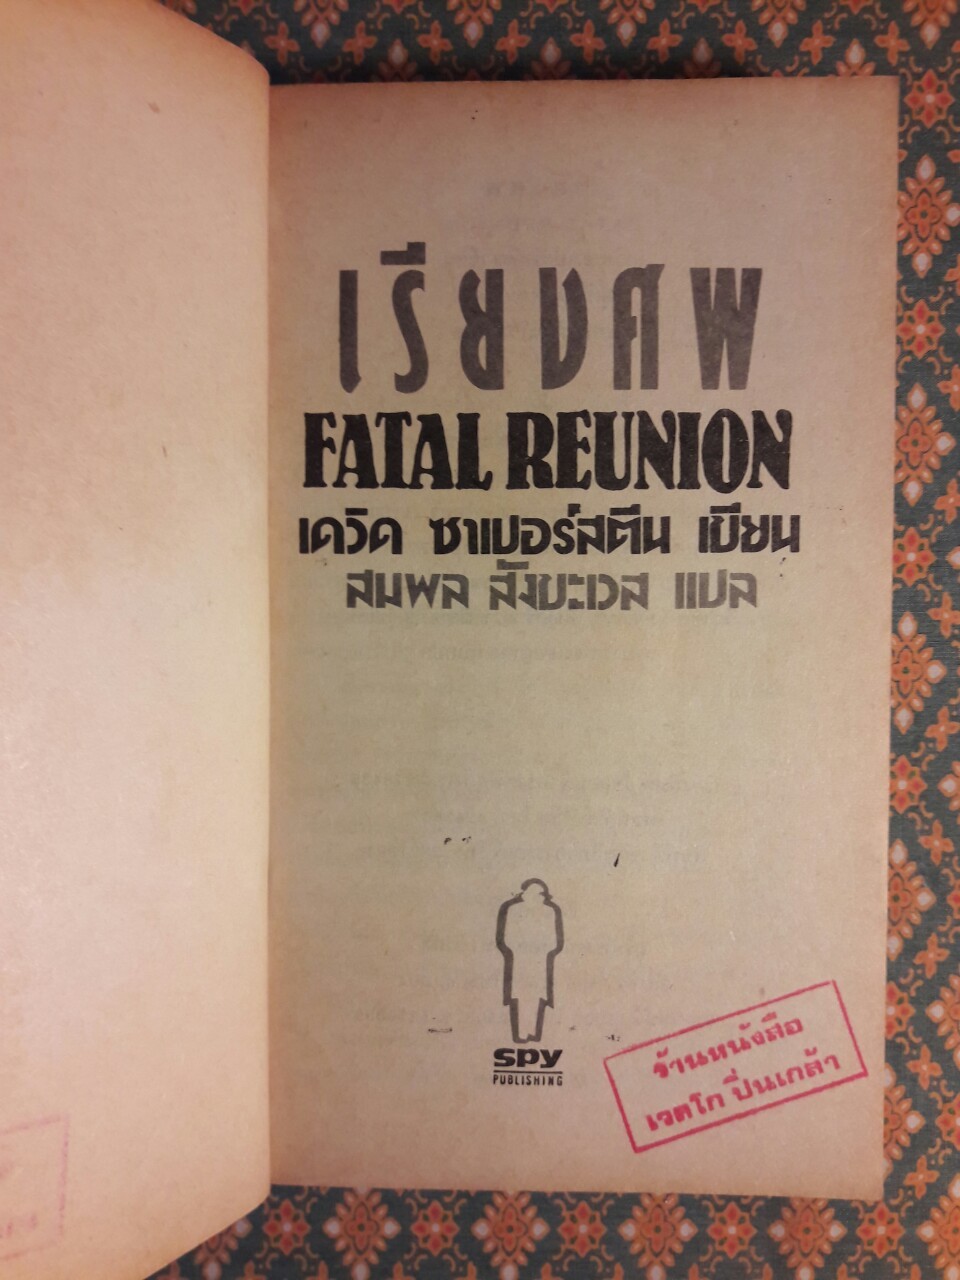 เรียงศพ
FATAL REUNION
เดวิด ซาเปอร์สตีน เขียน
สมพล สังขะเวส แปล
spy
PUBLISHING
ร้านหนังสือ
เจตโก ปิ่นเกล้า